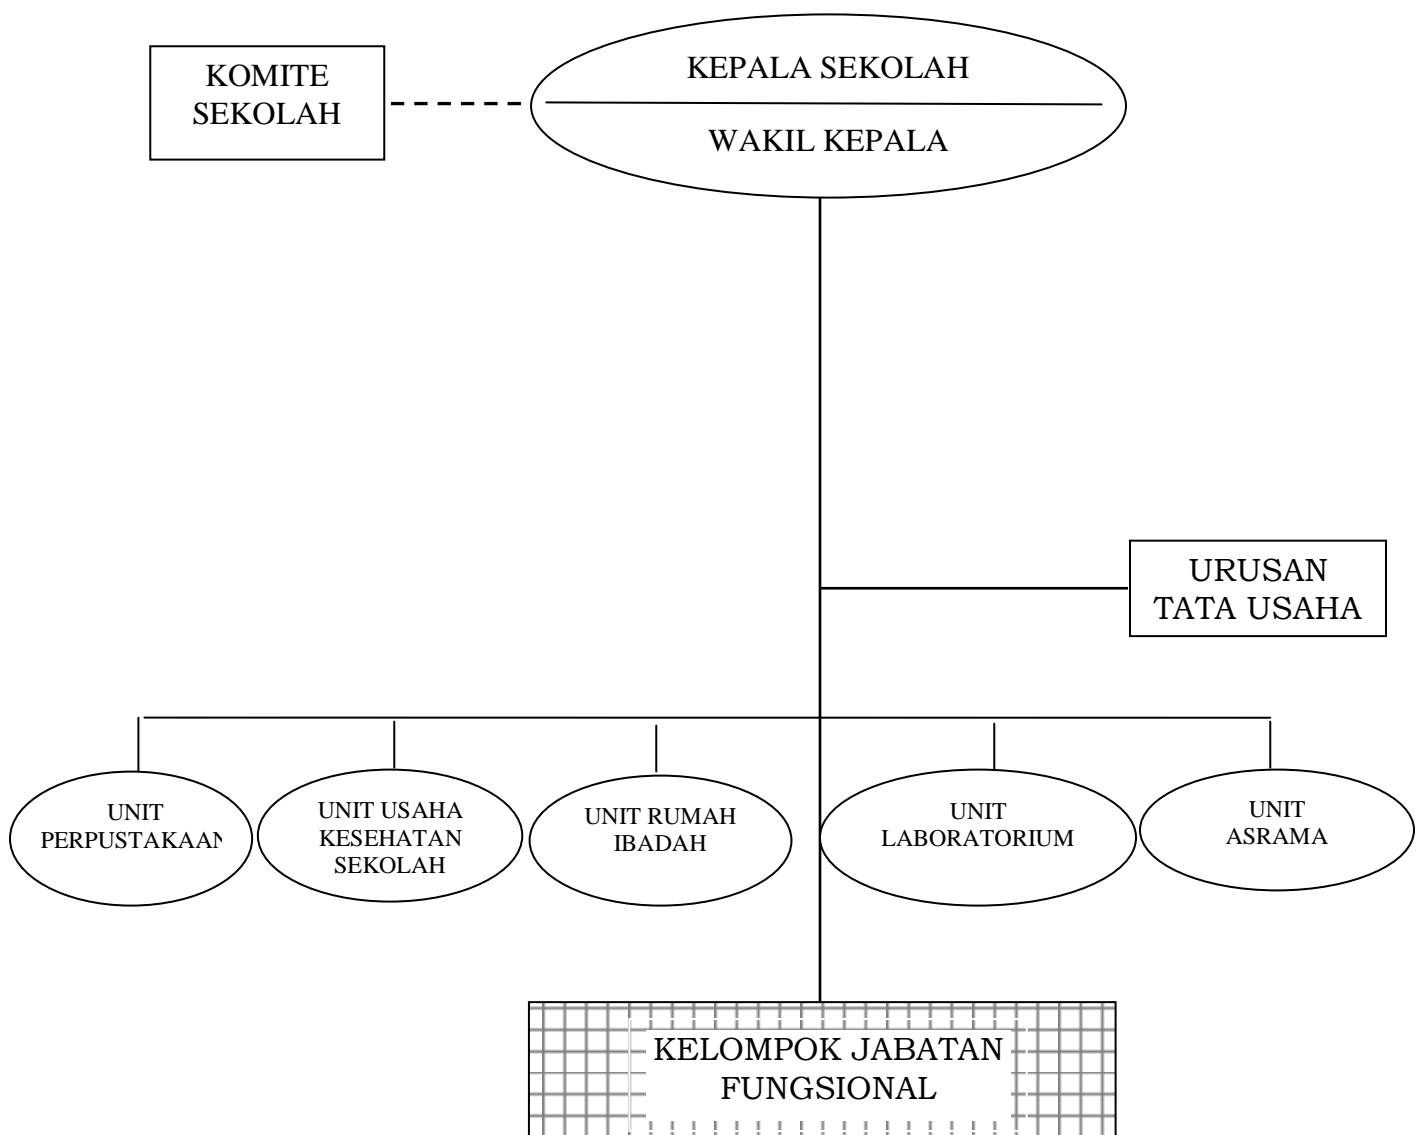 KOMITE
SEKOLAH
KEPALA SEKOLAH
WAKIL KEPALA
URUSAN
TATA USAHA
UNIT
PERPUSTAKAAN
UNIT USAHA
KESEHATAN
SEKOLAH
UNIT RUMAH
IBADAH
UNIT
LABORATORIUM
UNIT
ASRAMA
KELOMPOK JABATAN
FUNGSIONAL